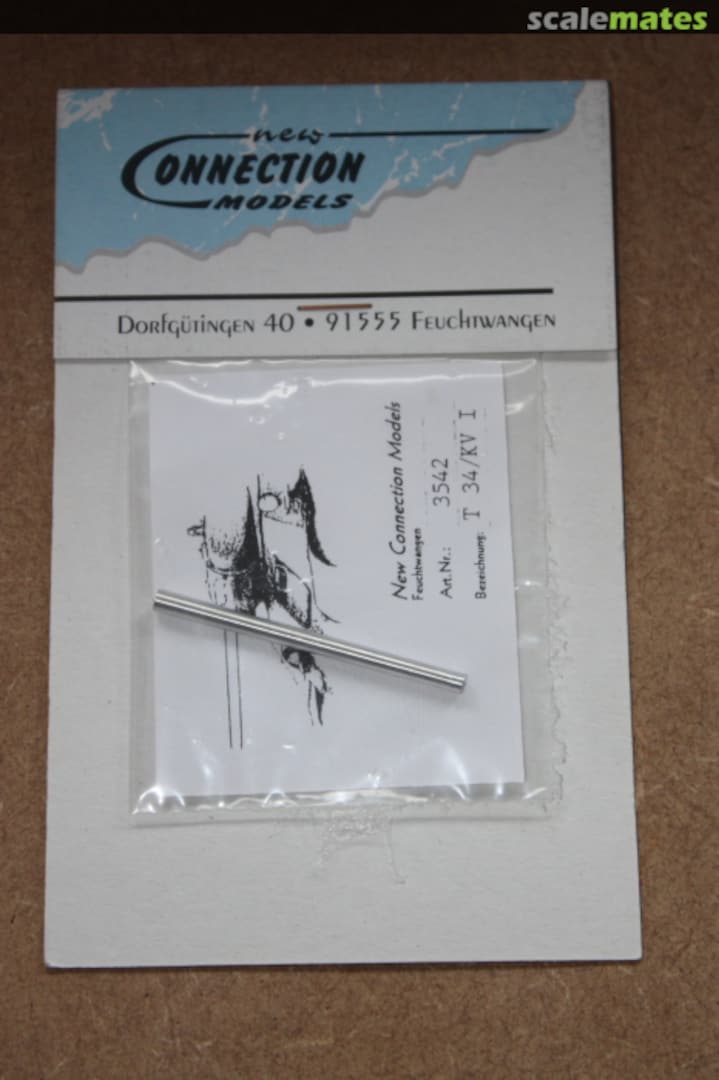 scalemates
new
CONNECTION
MODELS
Dorfgütingen 40 • 91555 Feuchtwangen
New Connection Models
Feuchtwangen
Art.Nr.: 3542
Bezeichnung: T 34/KV I